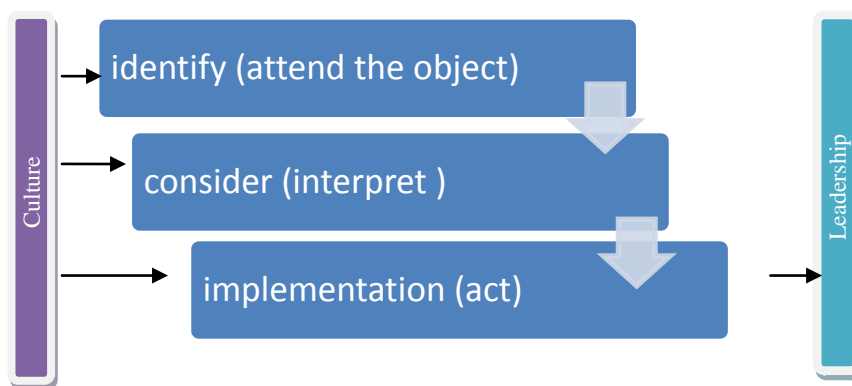 Culture
identify (attend the object)
consider (interpret )
implementation (act)
Leadership